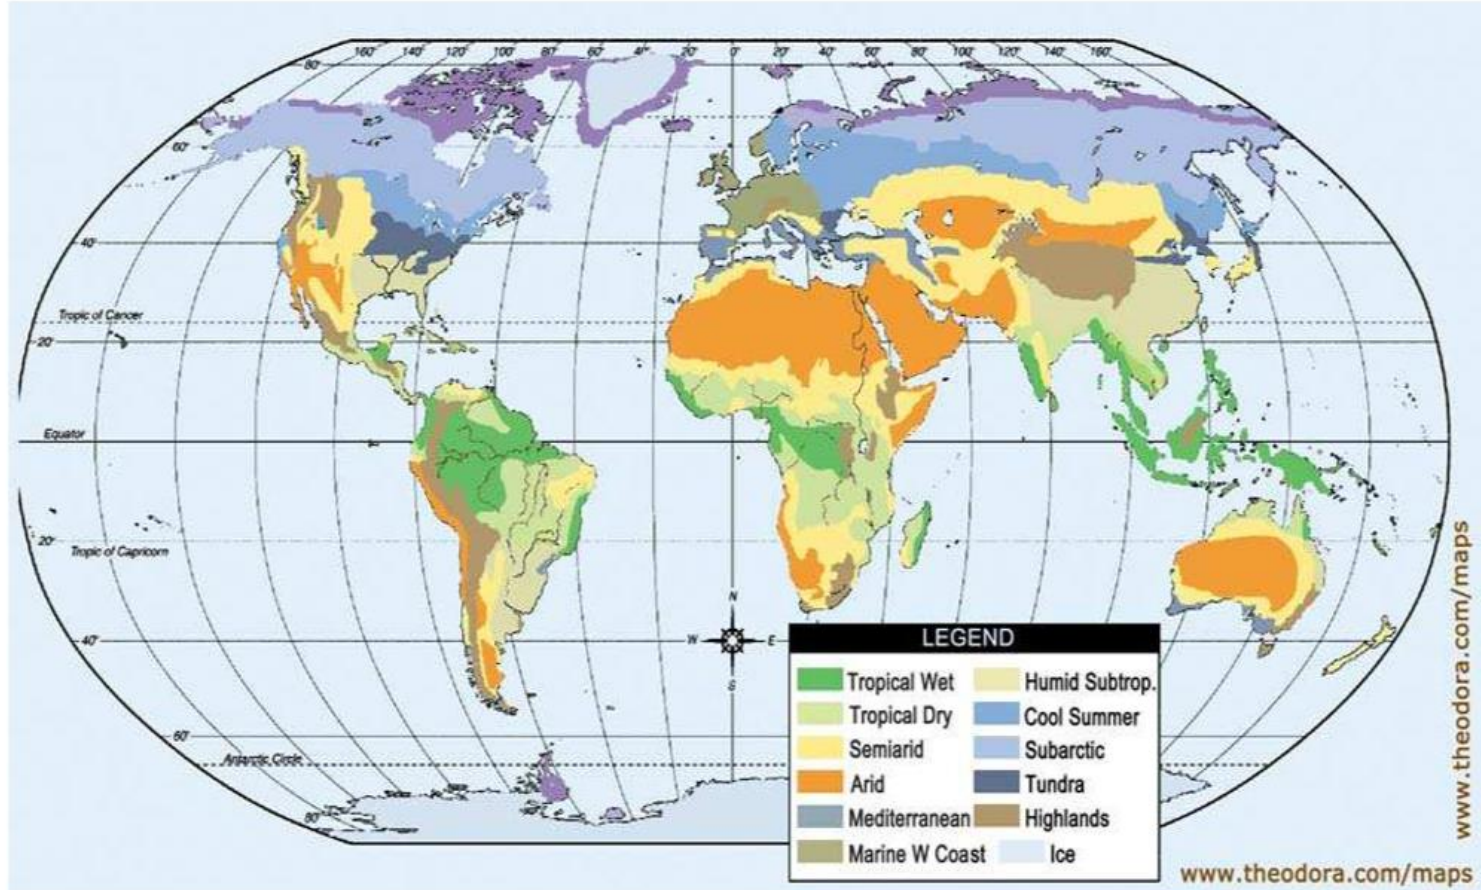 160° 140° 120° 100° 80° 60° 40° 20° 0° 20° 40° 60° 80° 100° 120° 140° 160°
80°
60°
40°
Tropic of Cancer
20°
Equator
20°
Tropic of Capricorn
N
40°
W E
S
60°
Antarctic Circle
80°
LEGEND
Tropical Wet Humid Subtrop.
Tropical Dry Cool Summer
Semiarid Subarctic
Arid Tundra
Mediterranean Highlands
Marine W Coast Ice
www.theodora.com/maps
www.theodora.com/maps